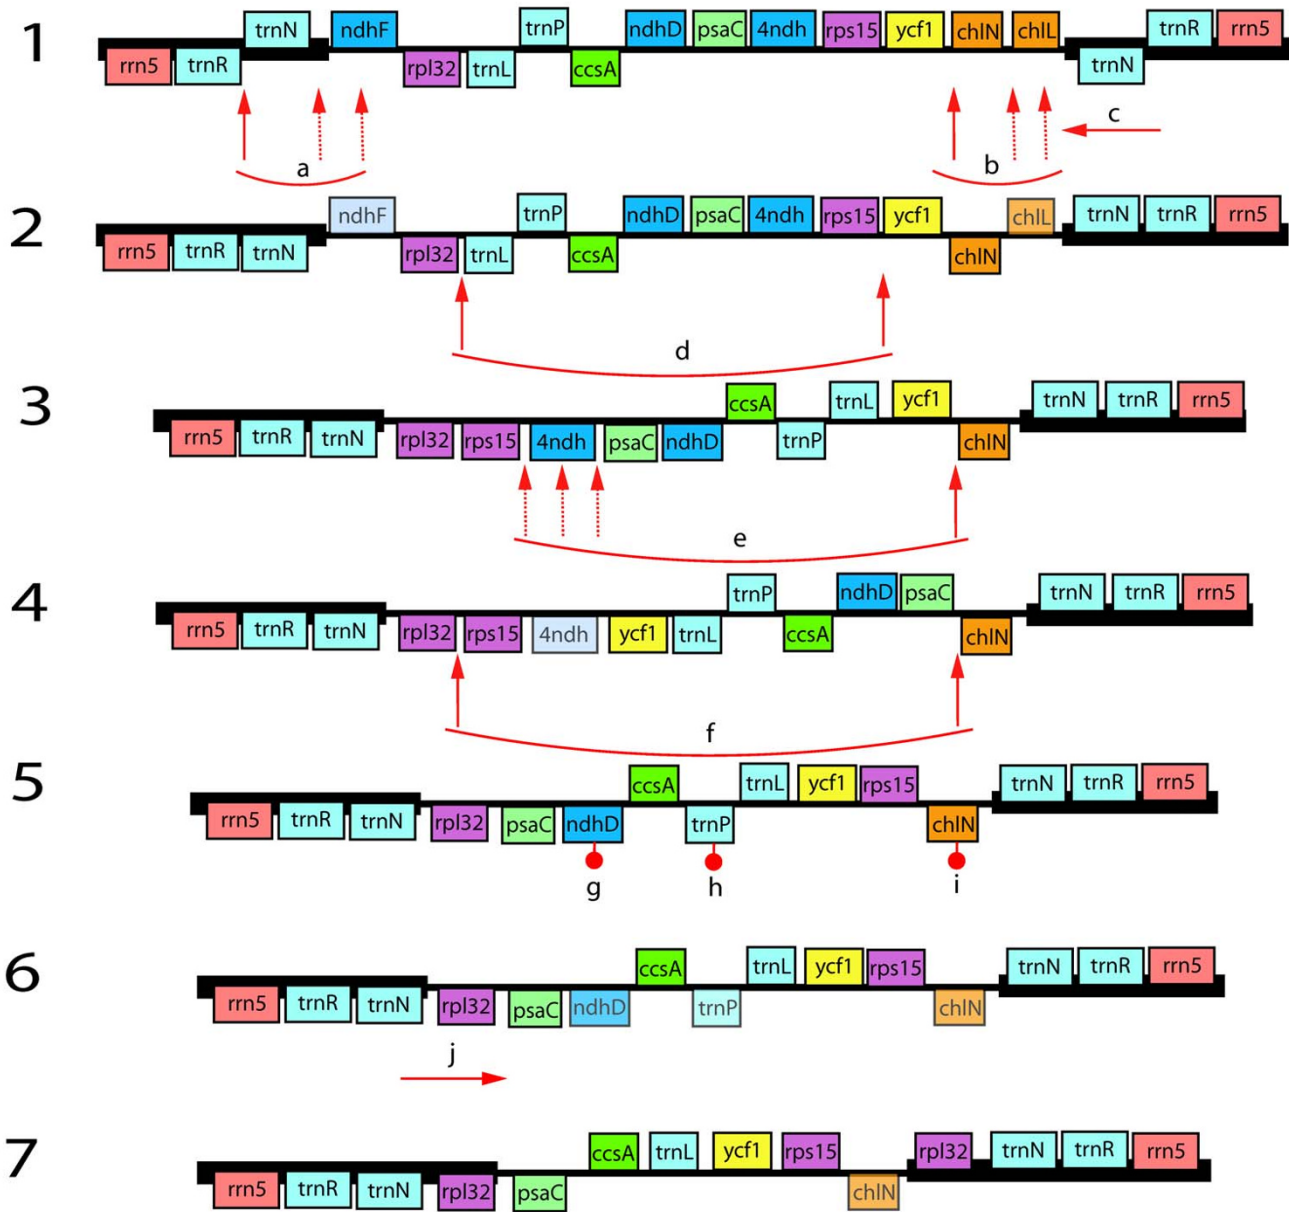 1
trnN ndhF trnP ndhD psaC 4ndh rps15 ycf1 chlN chlL trnR rrn5
rrn5 trnR rpl32 trnL ccsA trnN
a b c
2
ndhF trnP ndhD psaC 4ndh rps15 ycf1 chlL trnN trnR rrn5
rrn5 trnR trnN rpl32 trnL ccsA chlN
d
3
ccsA trnL ycf1 trnN trnR rrn5
rrn5 trnR trnN rpl32 rps15 4ndh psaC ndhD trnP chlN
e
4
trnP ndhD psaC trnN trnR rrn5
rrn5 trnR trnN rpl32 rps15 4ndh ycf1 trnL ccsA chlN
f
5
ccsA trnL ycf1 rps15 trnN trnR rrn5
rrn5 trnR trnN rpl32 psaC ndhD trnP chlN
g h i
6
ccsA trnL ycf1 rps15 trnN trnR rrn5
rrn5 trnR trnN rpl32 psaC ndhD trnP chlN
j
7
ccsA trnL ycf1 rps15 rpl32 trnN trnR rrn5
rrn5 trnR trnN rpl32 psaC chlN